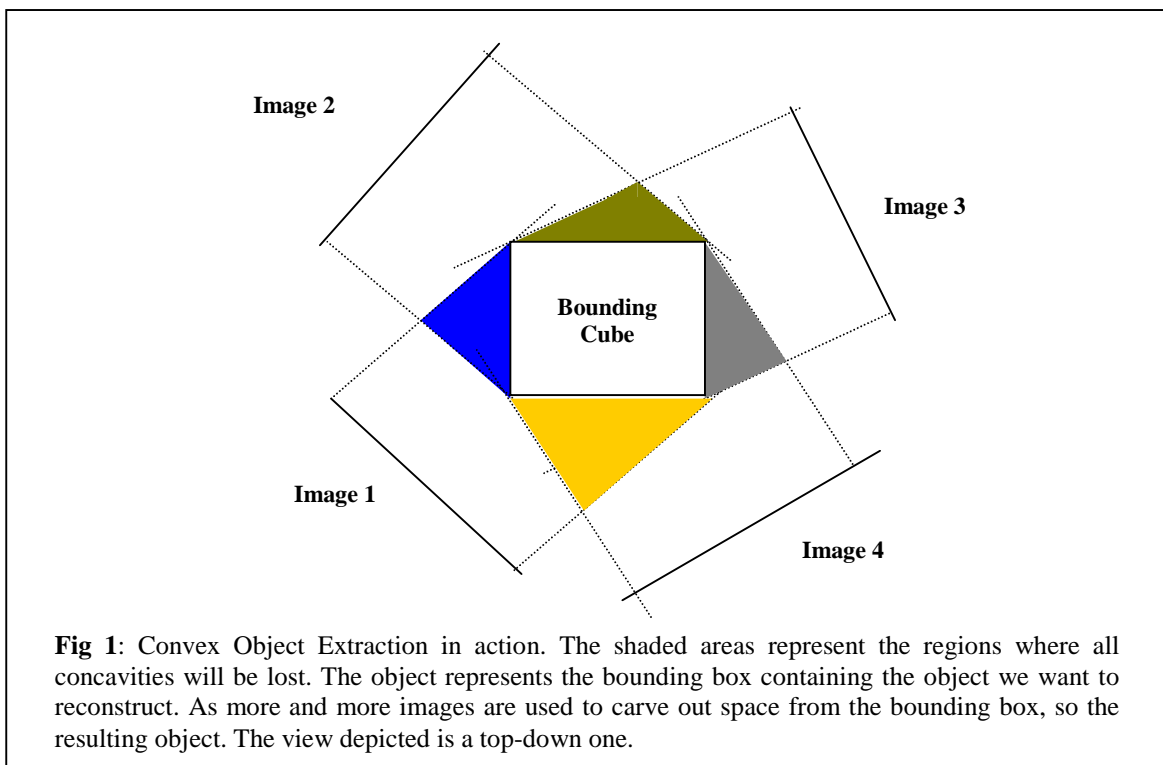 Image 2
Image 3
Bounding
Cube
Image 1
Image 4
Fig 1: Convex Object Extraction in action. The shaded areas represent the regions where all
concavities will be lost. The object represents the bounding box containing the object we want to
reconstruct. As more and more images are used to carve out space from the bounding box, so the
resulting object. The view depicted is a top-down one.